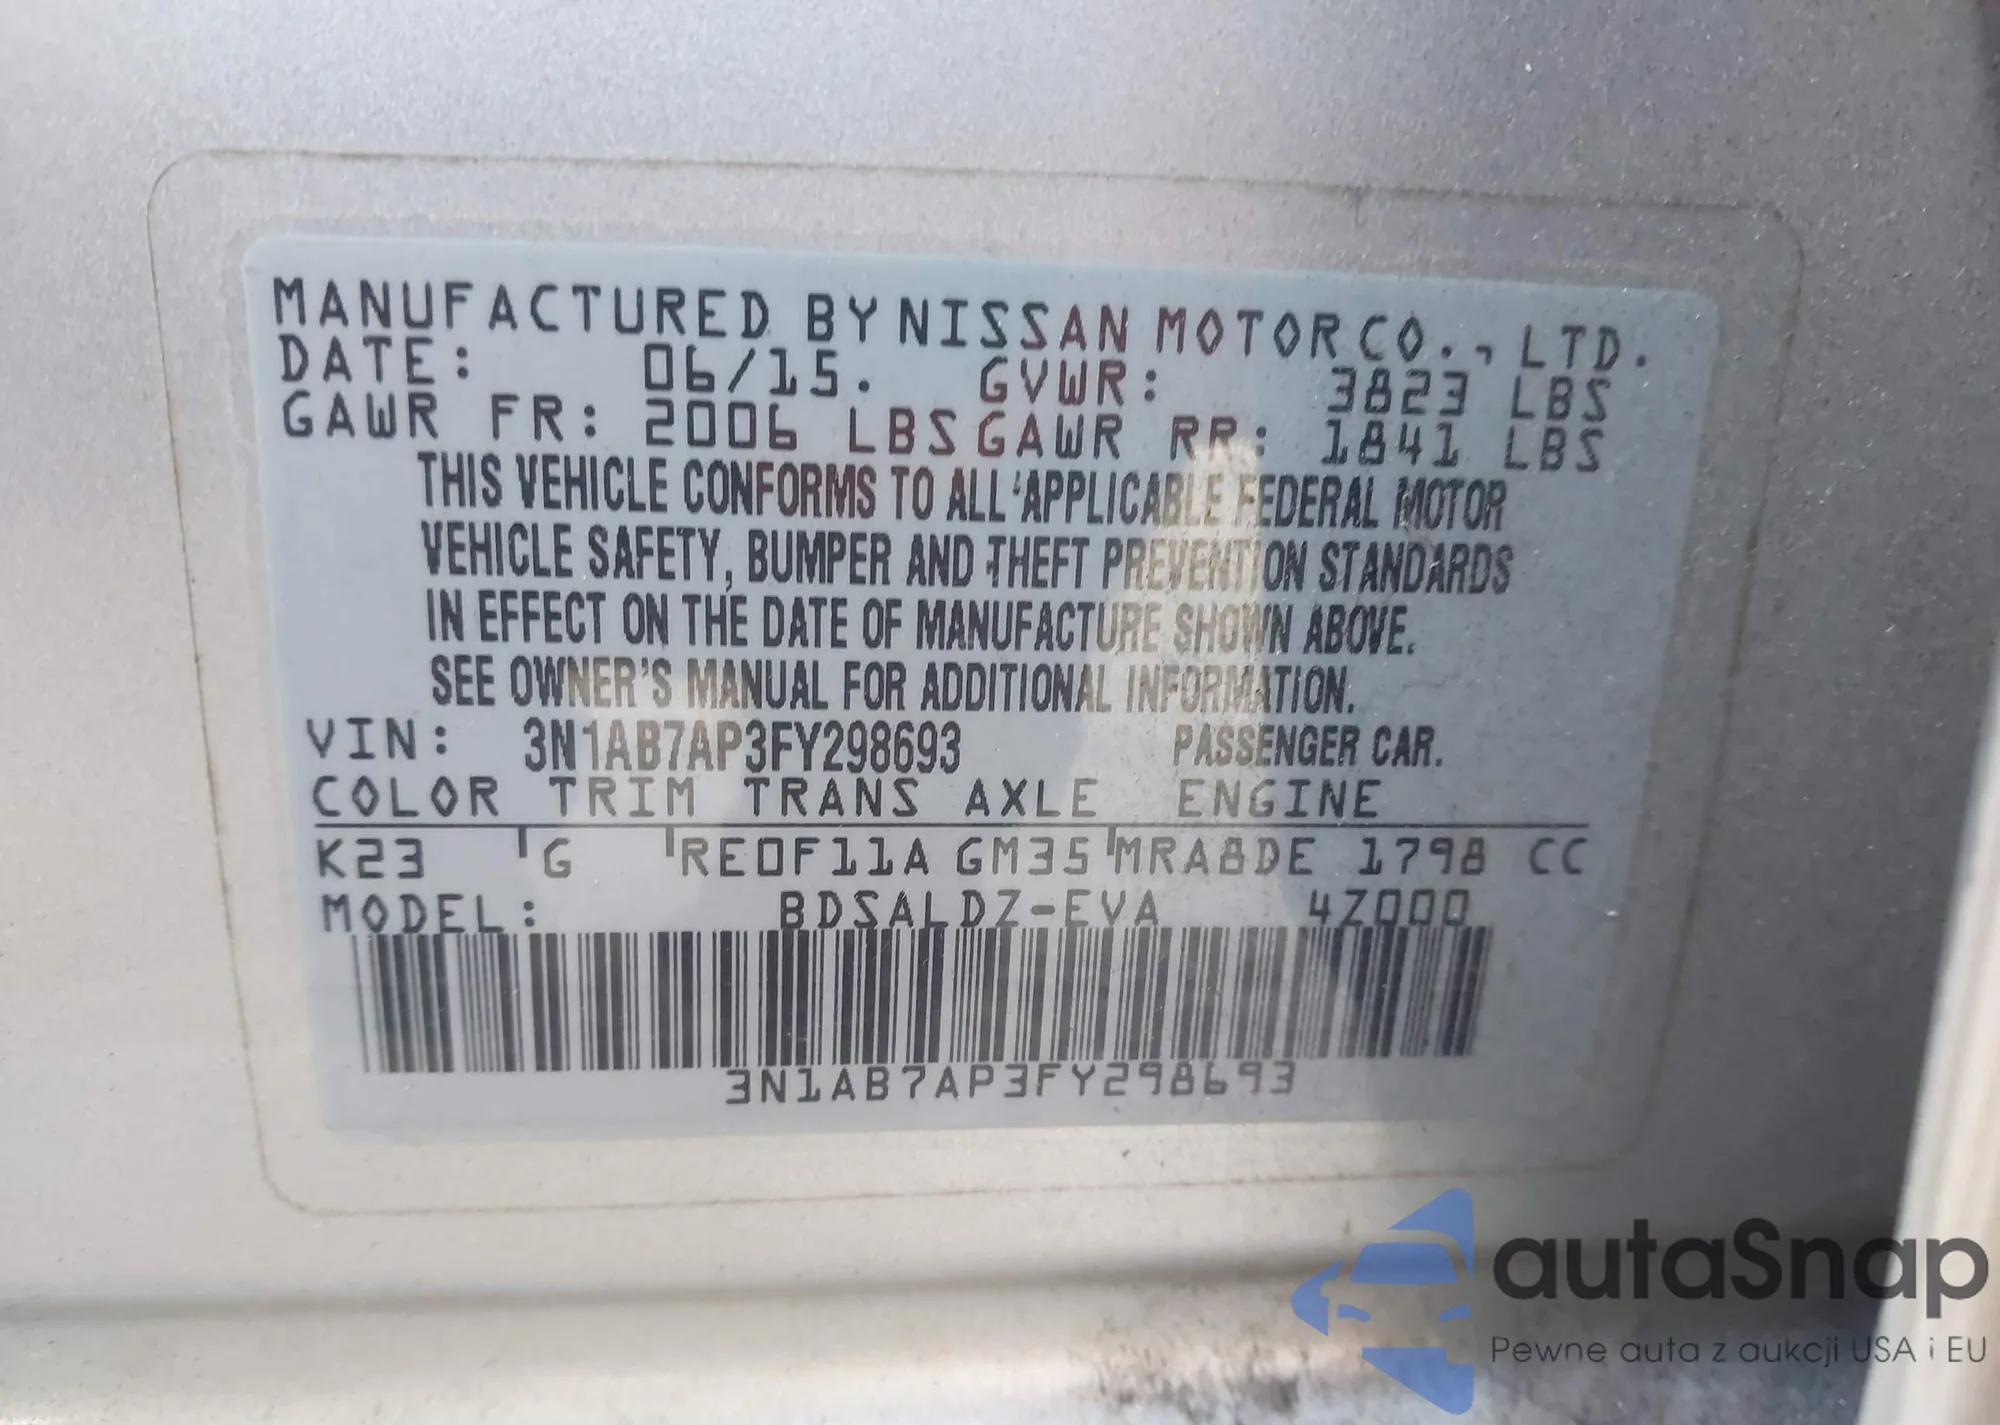 MANUFACTURED BY NISSAN MOTOR CO., LTD.
DATE: 06/15. GVWR: 3823 LBS
GAWR FR: 2006 LBS GAWR RR: 1841 LBS
THIS VEHICLE CONFORMS TO ALL APPLICABLE FEDERAL MOTOR
VEHICLE SAFETY, BUMPER AND THEFT PREVENTION STANDARDS
IN EFFECT ON THE DATE OF MANUFACTURE SHOWN ABOVE.
SEE OWNER'S MANUAL FOR ADDITIONAL INFORMATION.
VIN: 3N1AB7AP3FY298693 PASSENGER CAR.
COLOR TRIM TRANS AXLE ENGINE
K23 G RE0F11A GM35 MRA8DE 1798 CC
MODEL: BDSALDZ-EVA 4Z000
3N1AB7AP3FY298693
autaSnap
Pewne auta z aukcji USA i EU